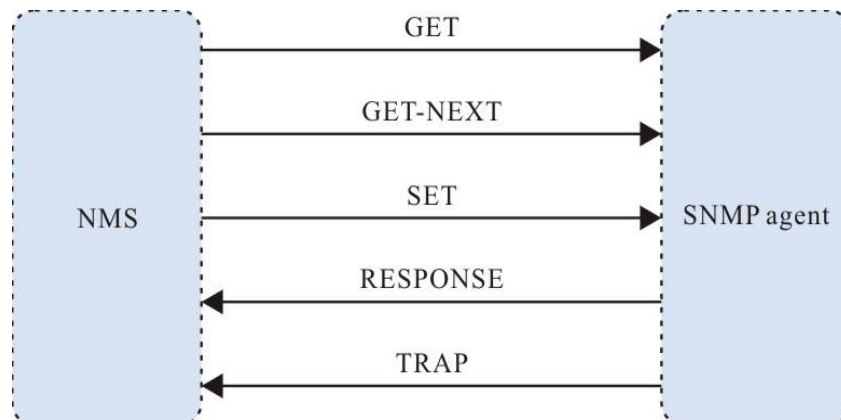 GET
GET-NEXT
SET
NMS
SNMP agent
RESPONSE
TRAP